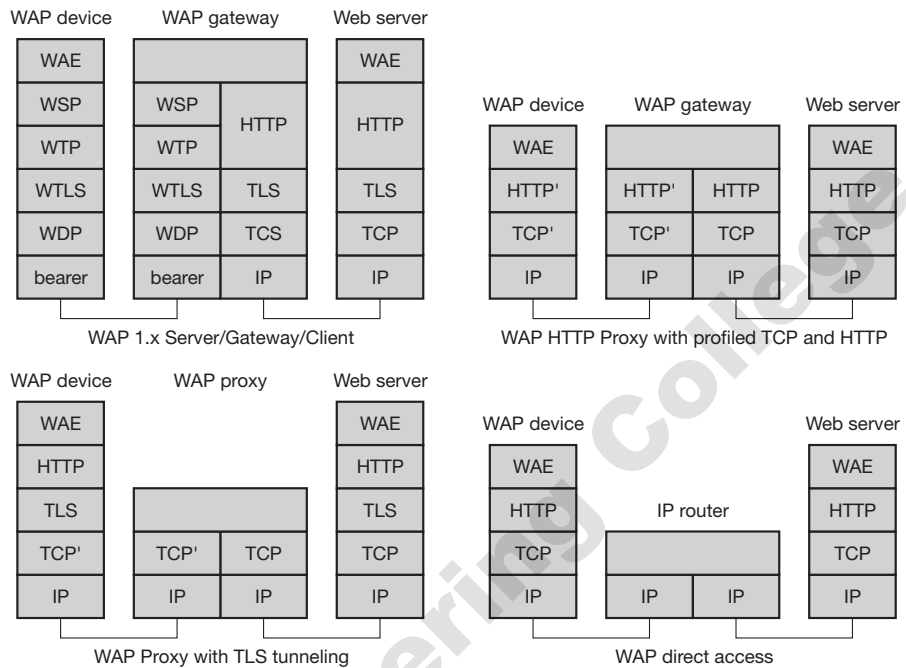 WAP device
WAP gateway
Web server
WAE
WSP
WTP
WTLS
WDP
bearer
WSP
WTP
WTLS
WDP
bearer
HTTP
TLS
TCS
IP
WAE
HTTP
TLS
TCP
IP
WAP 1.x Server/Gateway/Client
WAP device
WAP gateway
Web server
WAE
HTTP'
TCP'
IP
HTTP'
TCP'
IP
HTTP
TCP
IP
WAE
HTTP
TCP
IP
WAP HTTP Proxy with profiled TCP and HTTP
WAP device
WAP proxy
Web server
WAE
HTTP
TLS
TCP'
IP
TCP'
IP
TCP
IP
WAE
HTTP
TLS
TCP
IP
WAP Proxy with TLS tunneling
WAP device
IP router
Web server
WAE
HTTP
TCP
IP
IP
IP
WAE
HTTP
TCP
IP
WAP direct access
ering College